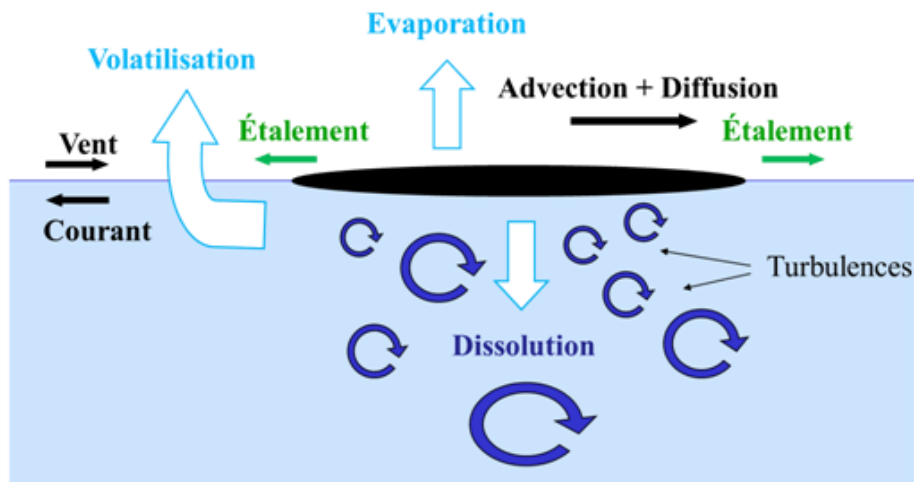 Evaporation
Volatilisation
Advection + Diffusion
Étalement
Étalement
Vent
Courant
Turbulences
Dissolution